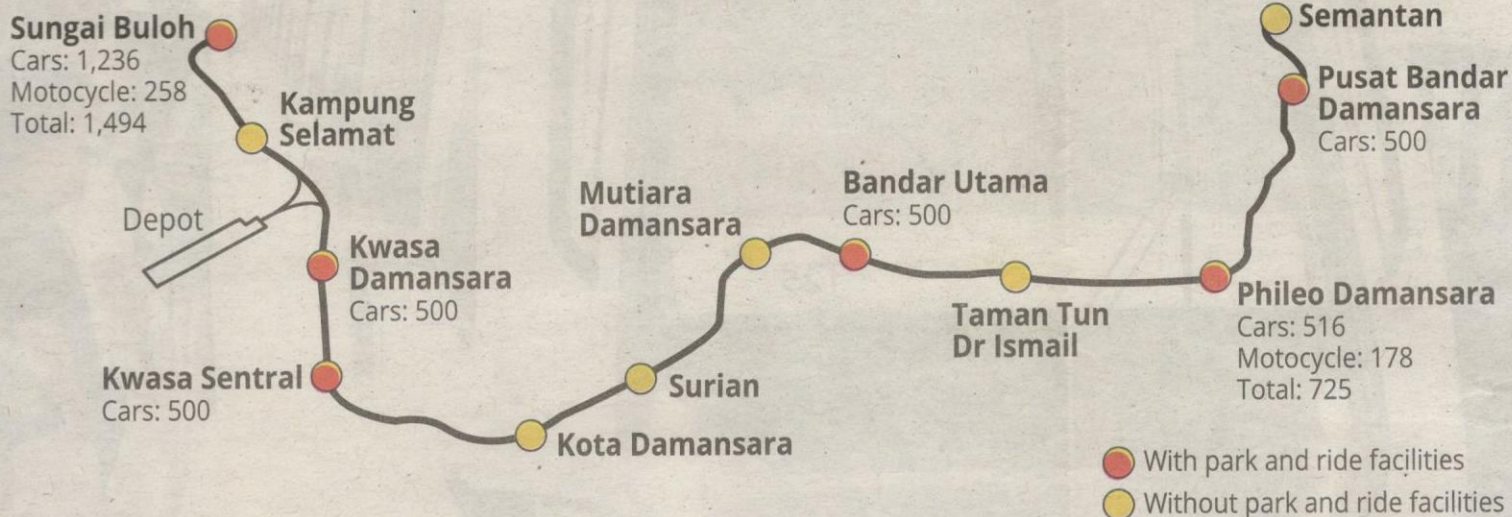 Sungai Buloh
Cars: 1,236
Motocycle: 258
Total: 1,494
Kampung
Selamat
Depot
Kwasa
Damansara
Cars: 500
Kwasa Sentral
Cars: 500
Kota Damansara
Surian
Mutiara
Damansara
Bandar Utama
Cars: 500
Taman Tun
Dr Ismail
Phileo Damansara
Cars: 516
Motocycle: 178
Total: 725
Pusat Bandar
Damansara
Cars: 500
Semantan
With park and ride facilities
Without park and ride facilities